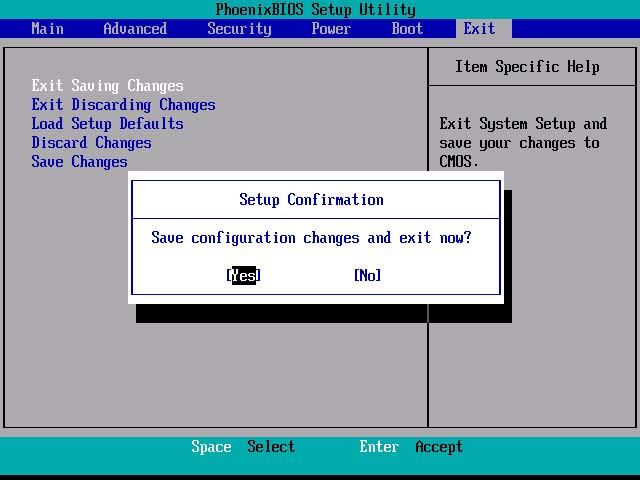 PhoenixBIOS Setup Utility
Main Advanced Security Power Boot Exit
Item Specific Help
Exit Saving Changes
Exit Discarding Changes
Load Setup Defaults
Discard Changes
Save Changes
Exit System Setup and
save your changes to
CMOS.
Setup Confirmation
Save configuration changes and exit now?
[Yes] [No]
Space Select Enter Accept